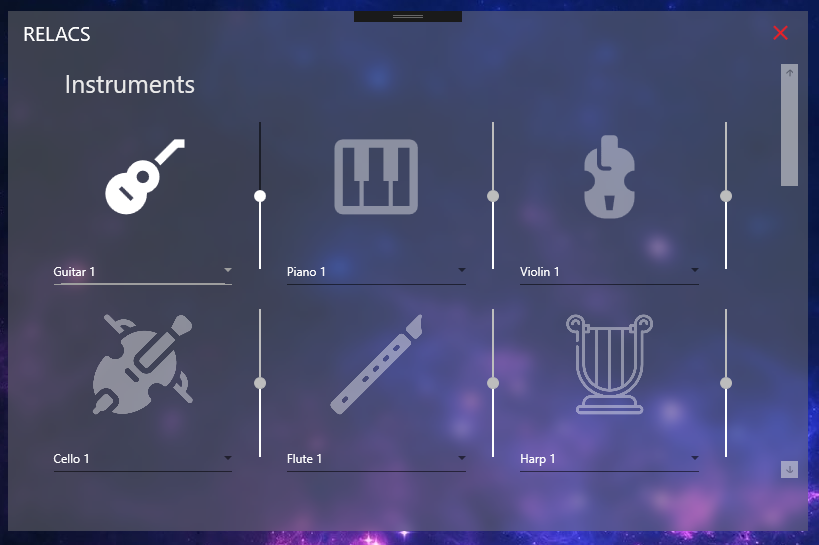 RELACS
Instruments
Guitar 1
Piano 1
Violin 1
Cello 1
Flute 1
Harp 1